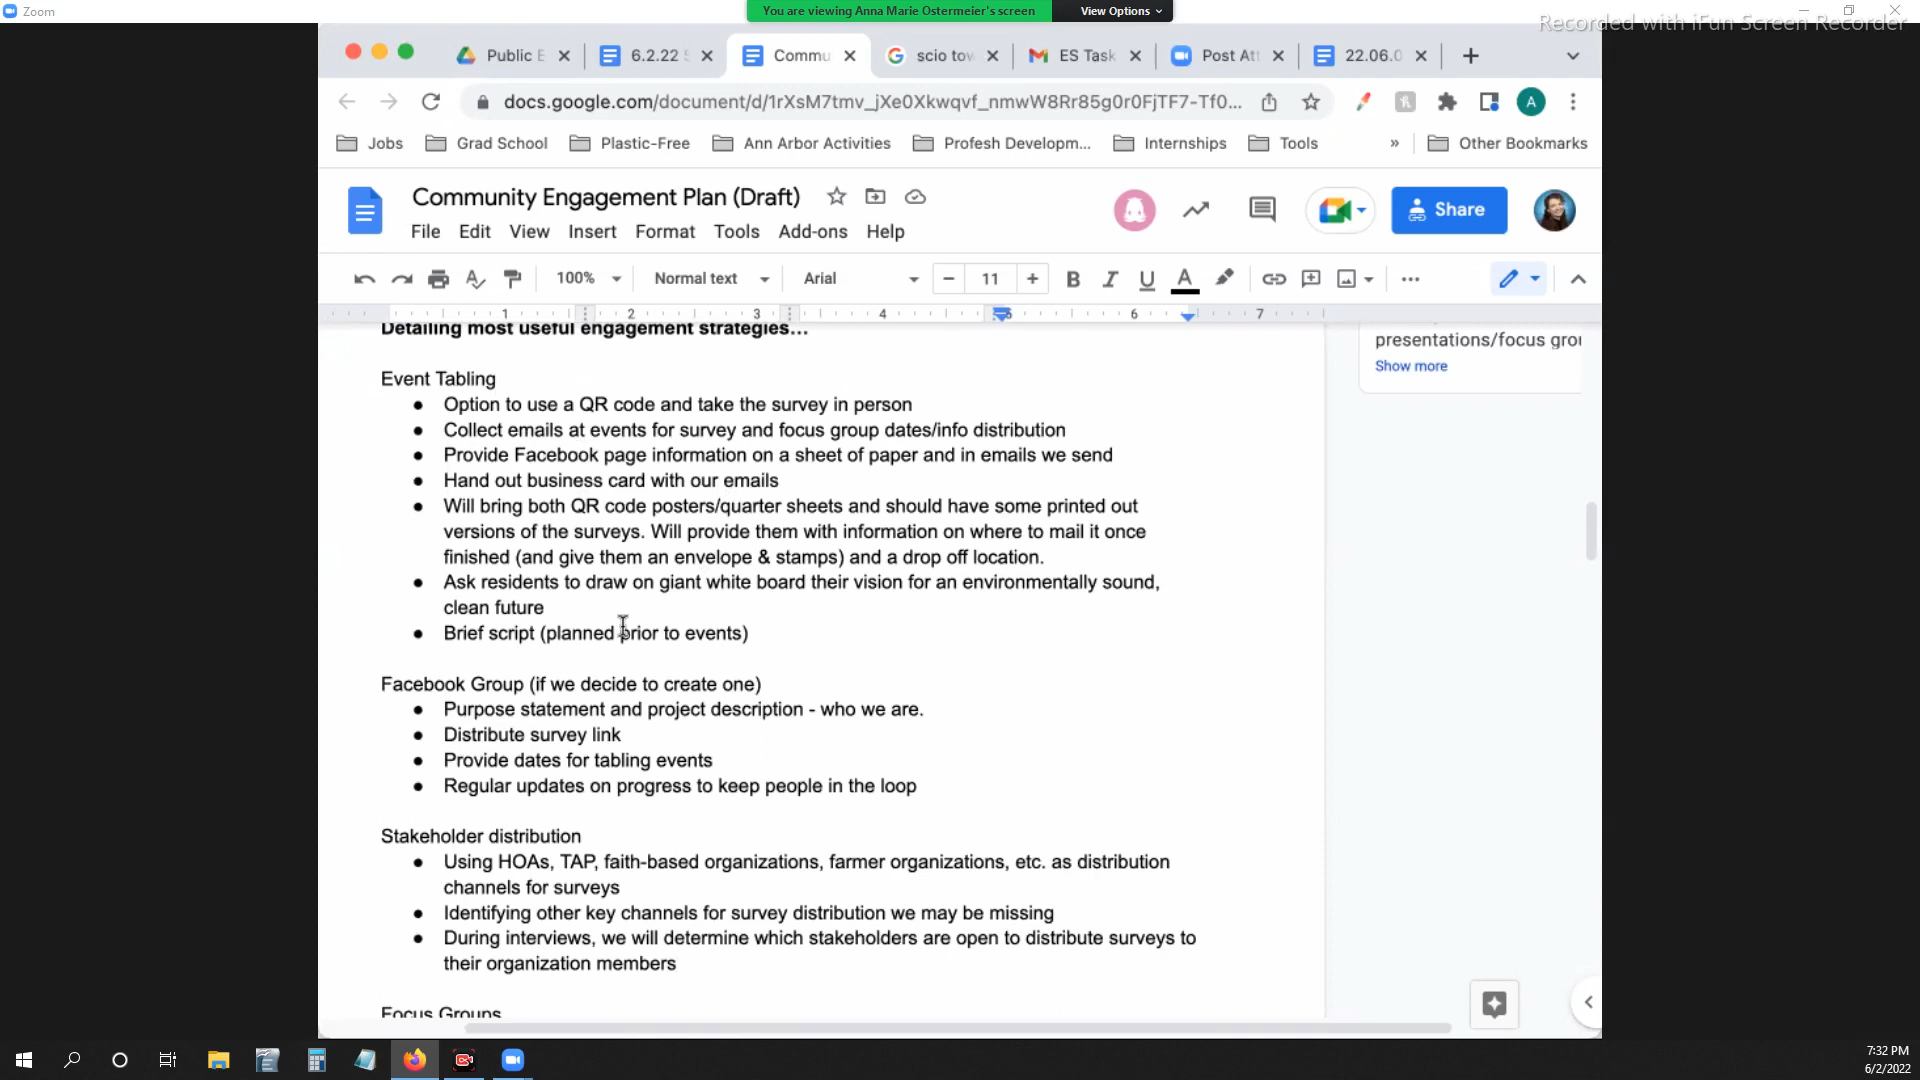 Zoom
You are viewing Anna Marie Ostermeier's screen
View Options
Recorded with iFun Screen Recorder
Public E
6.2.22 S
Commu
scio tow
ES Task
Post Att
22.06.0
docs.google.com/document/d/1rXsM7tmv_jXe0Xkwqvf_nmwW8Rr85g0r0FjTF7-Tf0...
A
Jobs
Grad School
Plastic-Free
Ann Arbor Activities
Profesh Developm...
Internships
Tools
»
Other Bookmarks
Community Engagement Plan (Draft)
File Edit View Insert Format Tools Add-ons Help
Share
100% Normal text Arial 11 B I U A
1 2 3 4 5 6 7
Detailing most useful engagement strategies...
presentations/focus grou
Show more
Event Tabling
● Option to use a QR code and take the survey in person
● Collect emails at events for survey and focus group dates/info distribution
● Provide Facebook page information on a sheet of paper and in emails we send
● Hand out business card with our emails
● Will bring both QR code posters/quarter sheets and should have some printed out
versions of the surveys. Will provide them with information on where to mail it once
finished (and give them an envelope & stamps) and a drop off location.
● Ask residents to draw on giant white board their vision for an environmentally sound,
clean future
● Brief script (planned prior to events)
Facebook Group (if we decide to create one)
● Purpose statement and project description - who we are.
● Distribute survey link
● Provide dates for tabling events
● Regular updates on progress to keep people in the loop
Stakeholder distribution
● Using HOAs, TAP, faith-based organizations, farmer organizations, etc. as distribution
channels for surveys
● Identifying other key channels for survey distribution we may be missing
● During interviews, we will determine which stakeholders are open to distribute surveys to
their organization members
Focus Groups
7:32 PM
6/2/2022